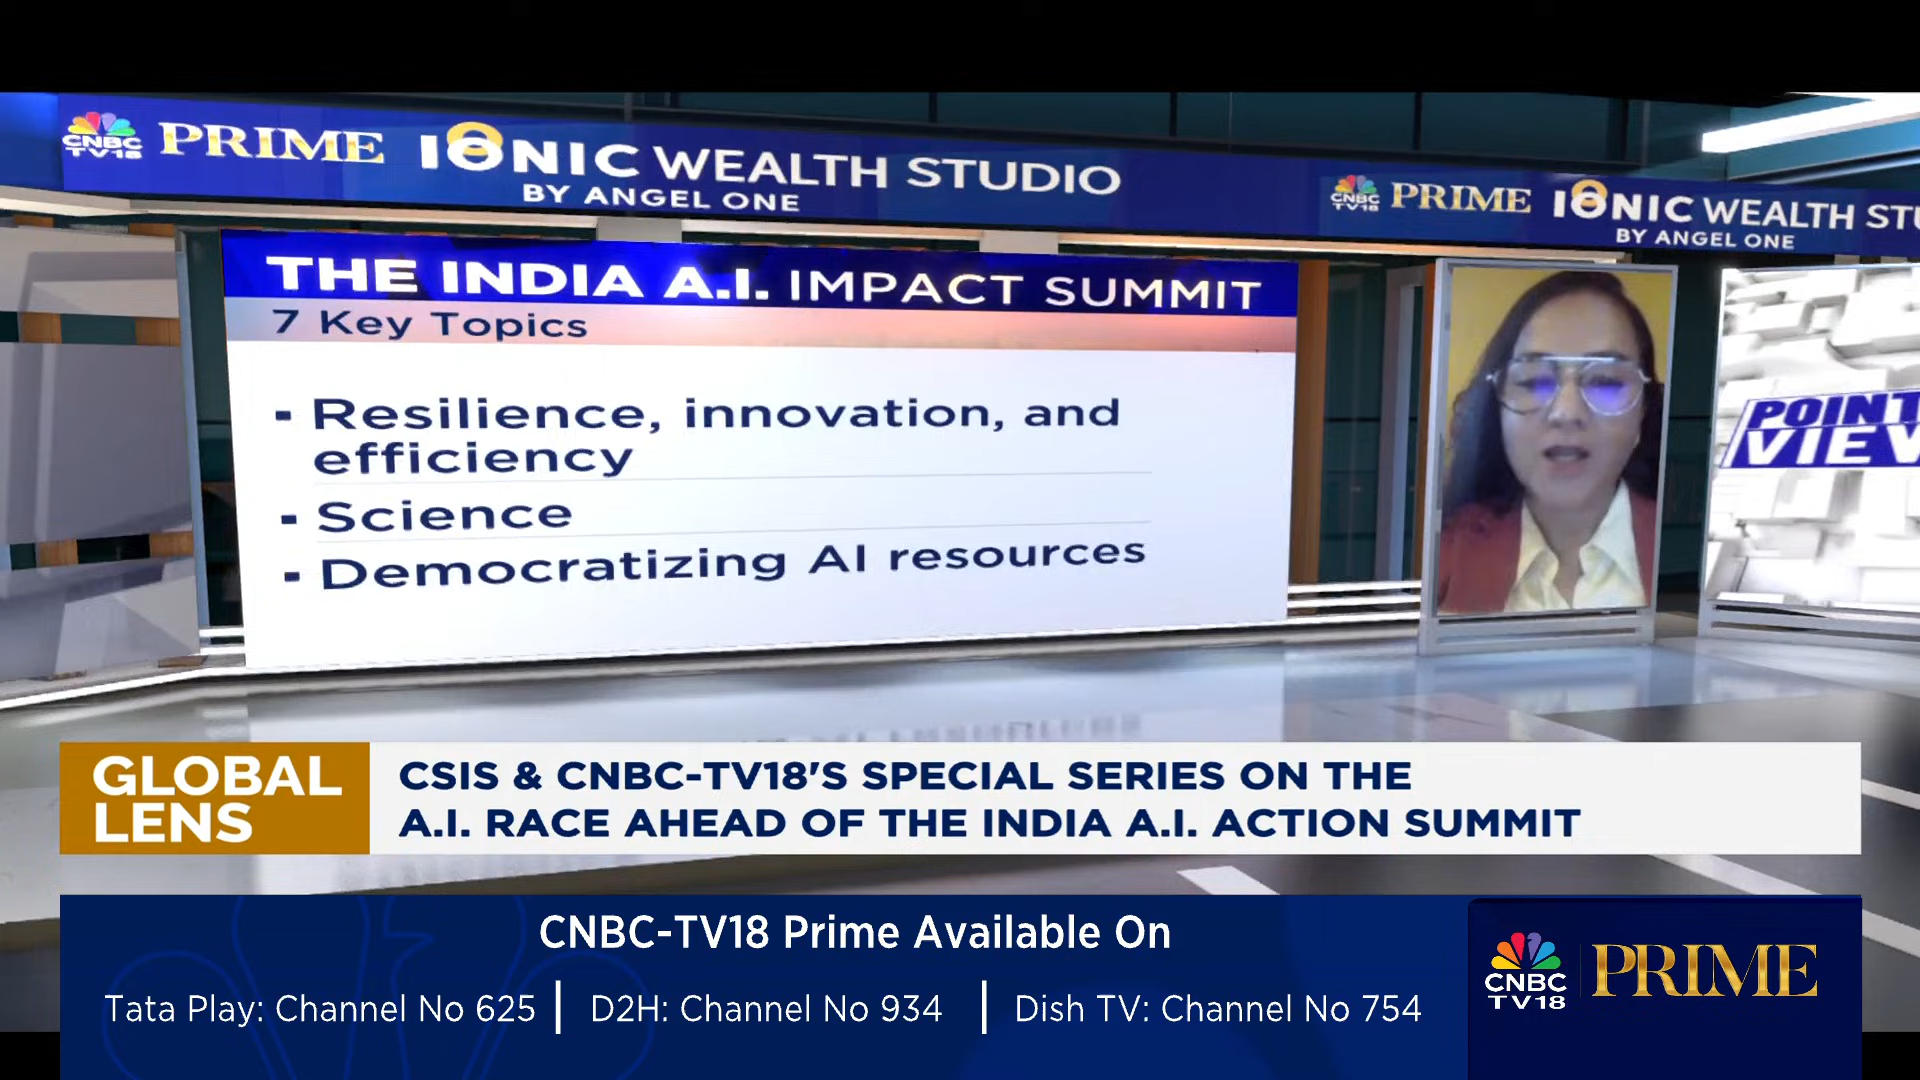 CNBC TV18 PRIME IONIC WEALTH STUDIO
BY ANGEL ONE
CNBC TV18 PRIME IONIC WEALTH STU
BY ANGEL ONE
THE INDIA A.I. IMPACT SUMMIT
7 Key Topics
▪ Resilience, innovation, and
efficiency
▪ Science
▪ Democratizing AI resources
POINT
VIEW
GLOBAL
LENS
CSIS & CNBC-TV18'S SPECIAL SERIES ON THE
A.I. RACE AHEAD OF THE INDIA A.I. ACTION SUMMIT
CNBC-TV18 Prime Available On
Tata Play: Channel No 625 | D2H: Channel No 934 | Dish TV: Channel No 754
CNBC
TV18
PRIME